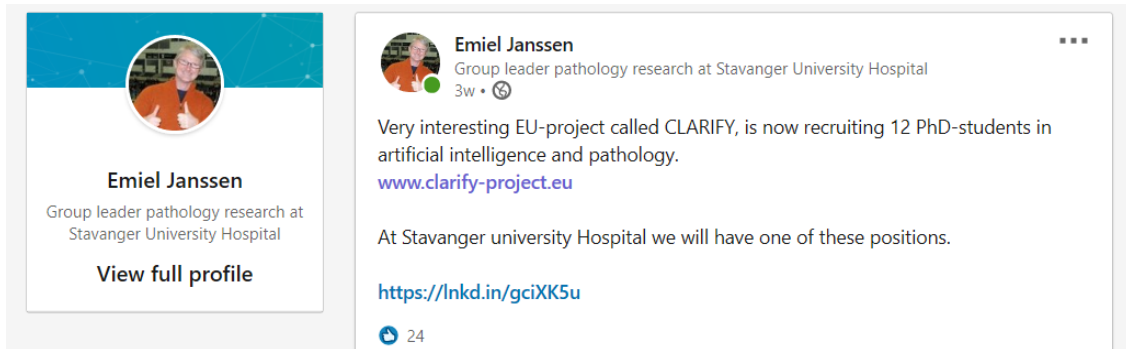 Emiel Janssen
Group leader pathology research at
Stavanger University Hospital
View full profile
Emiel Janssen
Group leader pathology research at Stavanger University Hospital
3w •
Very interesting EU-project called CLARIFY, is now recruiting 12 PhD-students in
artificial intelligence and pathology.
www.clarify-project.eu
At Stavanger university Hospital we will have one of these positions.
https://lnkd.in/gciXK5u
24